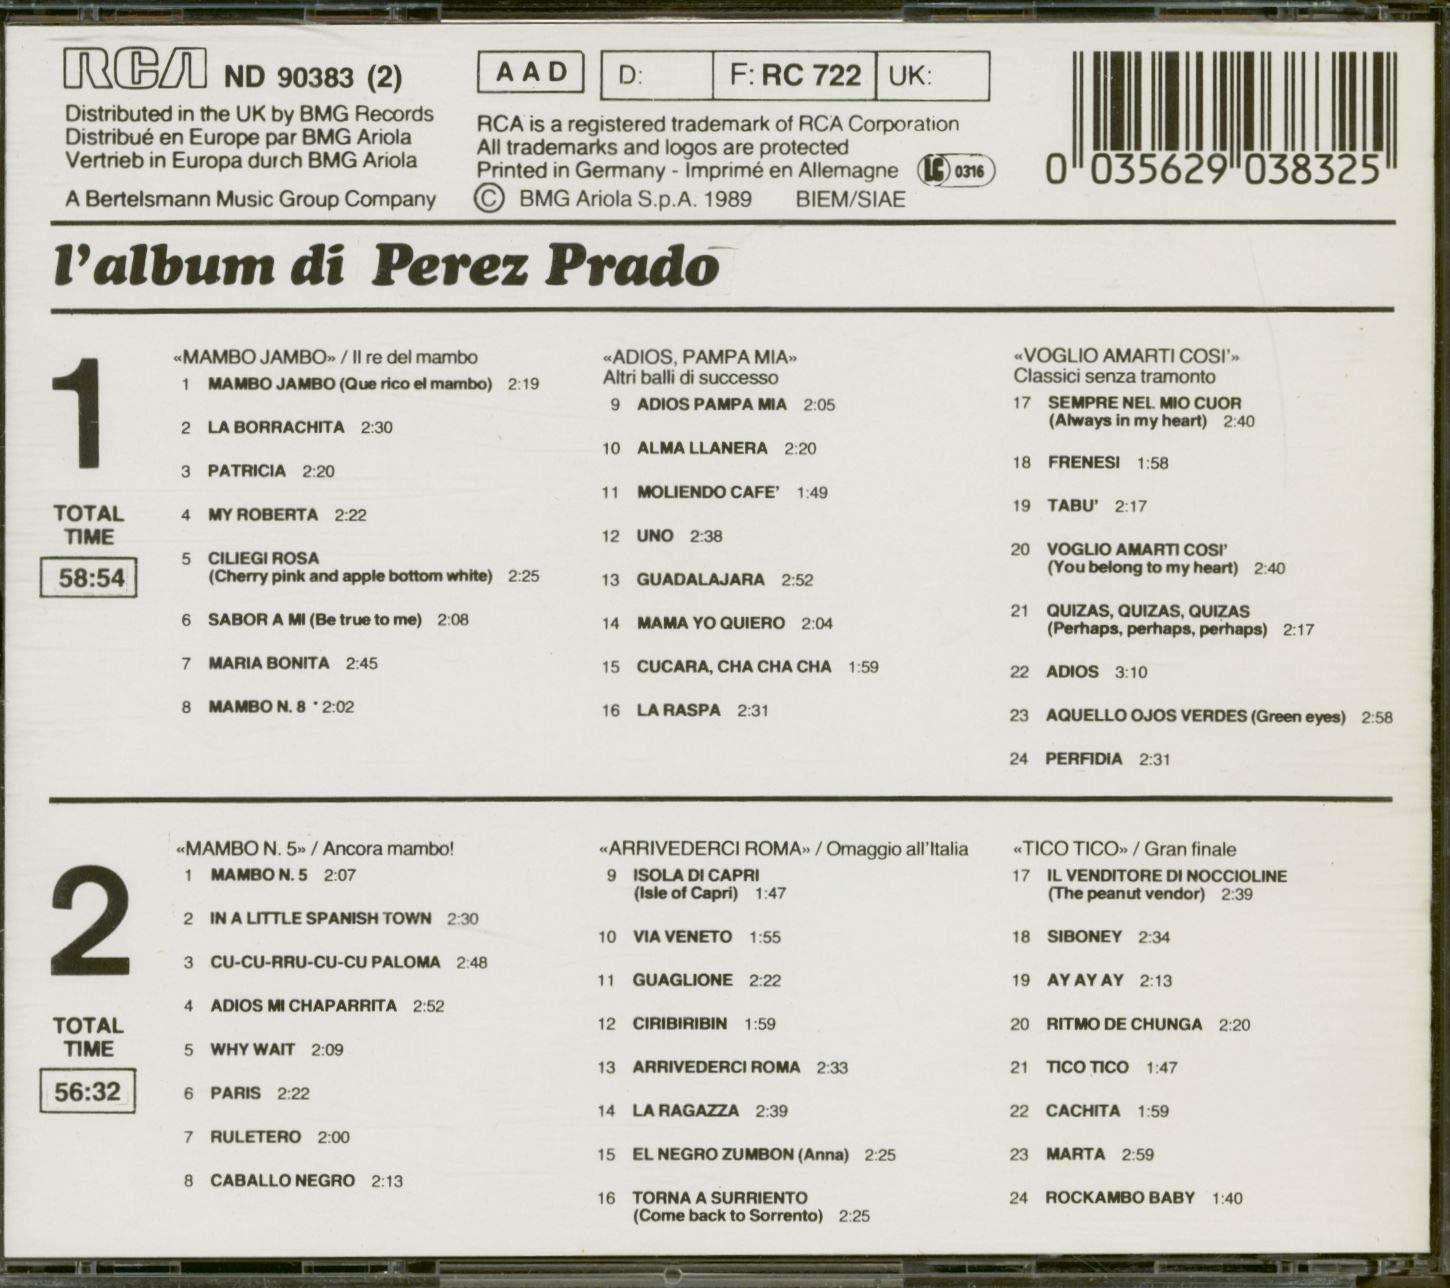 RCA ND 90383 (2)
Distributed in the UK by BMG Records
Distribué en Europe par BMG Ariola
Vertrieb in Europa durch BMG Ariola
A Bertelsmann Music Group Company
AAD D: F: RC 722 UK:
RCA is a registered trademark of RCA Corporation
All trademarks and logos are protected
Printed in Germany - Imprimé en Allemagne LC 0316
© BMG Ariola S.p.A. 1989 BIEM/SIAE
0 035629 038325
l'album di Perez Prado
1
TOTAL
TIME
58:54
«MAMBO JAMBO» / Il re del mambo
1 MAMBO JAMBO (Que rico el mambo) 2:19
2 LA BORRACHITA 2:30
3 PATRICIA 2:20
4 MY ROBERTA 2:22
5 CILIEGI ROSA
(Cherry pink and apple bottom white) 2:25
6 SABOR A MI (Be true to me) 2:08
7 MARIA BONITA 2:45
8 MAMBO N. 8 2:02
«ADIOS, PAMPA MIA»
Altri balli di successo
9 ADIOS PAMPA MIA 2:05
10 ALMA LLANERA 2:20
11 MOLIENDO CAFE' 1:49
12 UNO 2:38
13 GUADALAJARA 2:52
14 MAMA YO QUIERO 2:04
15 CUCARA, CHA CHA CHA 1:59
16 LA RASPA 2:31
«VOGLIO AMARTI COSI'»
Classici senza tramonto
17 SEMPRE NEL MIO CUOR
(Always in my heart) 2:40
18 FRENESI 1:58
19 TABU' 2:17
20 VOGLIO AMARTI COSI'
(You belong to my heart) 2:40
21 QUIZAS, QUIZAS, QUIZAS
(Perhaps, perhaps, perhaps) 2:17
22 ADIOS 3:10
23 AQUELLO OJOS VERDES (Green eyes) 2:58
24 PERFIDIA 2:31
2
TOTAL
TIME
56:32
«MAMBO N. 5» / Ancora mambo!
1 MAMBO N. 5 2:07
2 IN A LITTLE SPANISH TOWN 2:30
3 CU-CU-RRU-CU-CU PALOMA 2:48
4 ADIOS MI CHAPARRITA 2:52
5 WHY WAIT 2:09
6 PARIS 2:22
7 RULETERO 2:00
8 CABALLO NEGRO 2:13
«ARRIVEDERCI ROMA» / Omaggio all'Italia
9 ISOLA DI CAPRI
(Isle of Capri) 1:47
10 VIA VENETO 1:55
11 GUAGLIONE 2:22
12 CIRIBIRIBIN 1:59
13 ARRIVEDERCI ROMA 2:33
14 LA RAGAZZA 2:39
15 EL NEGRO ZUMBON (Anna) 2:25
16 TORNA A SURRIENTO
(Come back to Sorrento) 2:25
«TICO TICO» / Gran finale
17 IL VENDITORE DI NOCCIOLINE
(The peanut vendor) 2:39
18 SIBONEY 2:34
19 AY AY AY 2:13
20 RITMO DE CHUNGA 2:20
21 TICO TICO 1:47
22 CACHITA 1:59
23 MARTA 2:59
24 ROCKAMBO BABY 1:40